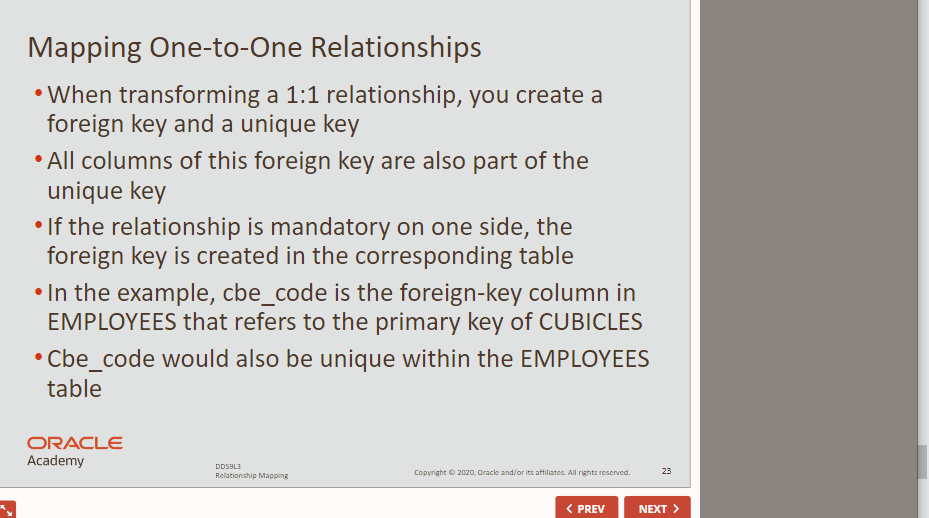 Mapping One-to-One Relationships
•When transforming a 1:1 relationship, you create a
foreign key and a unique key
•All columns of this foreign key are also part of the
unique key
•If the relationship is mandatory on one side, the
foreign key is created in the corresponding table
•In the example, cbe_code is the foreign-key column in
EMPLOYEES that refers to the primary key of CUBICLES
•Cbe_code would also be unique within the EMPLOYEES
table
ORACLE
Academy
DDS9L3
Relationship Mapping
Copyright © 2020, Oracle and/or its affiliates. All rights reserved.
23
PREV
NEXT